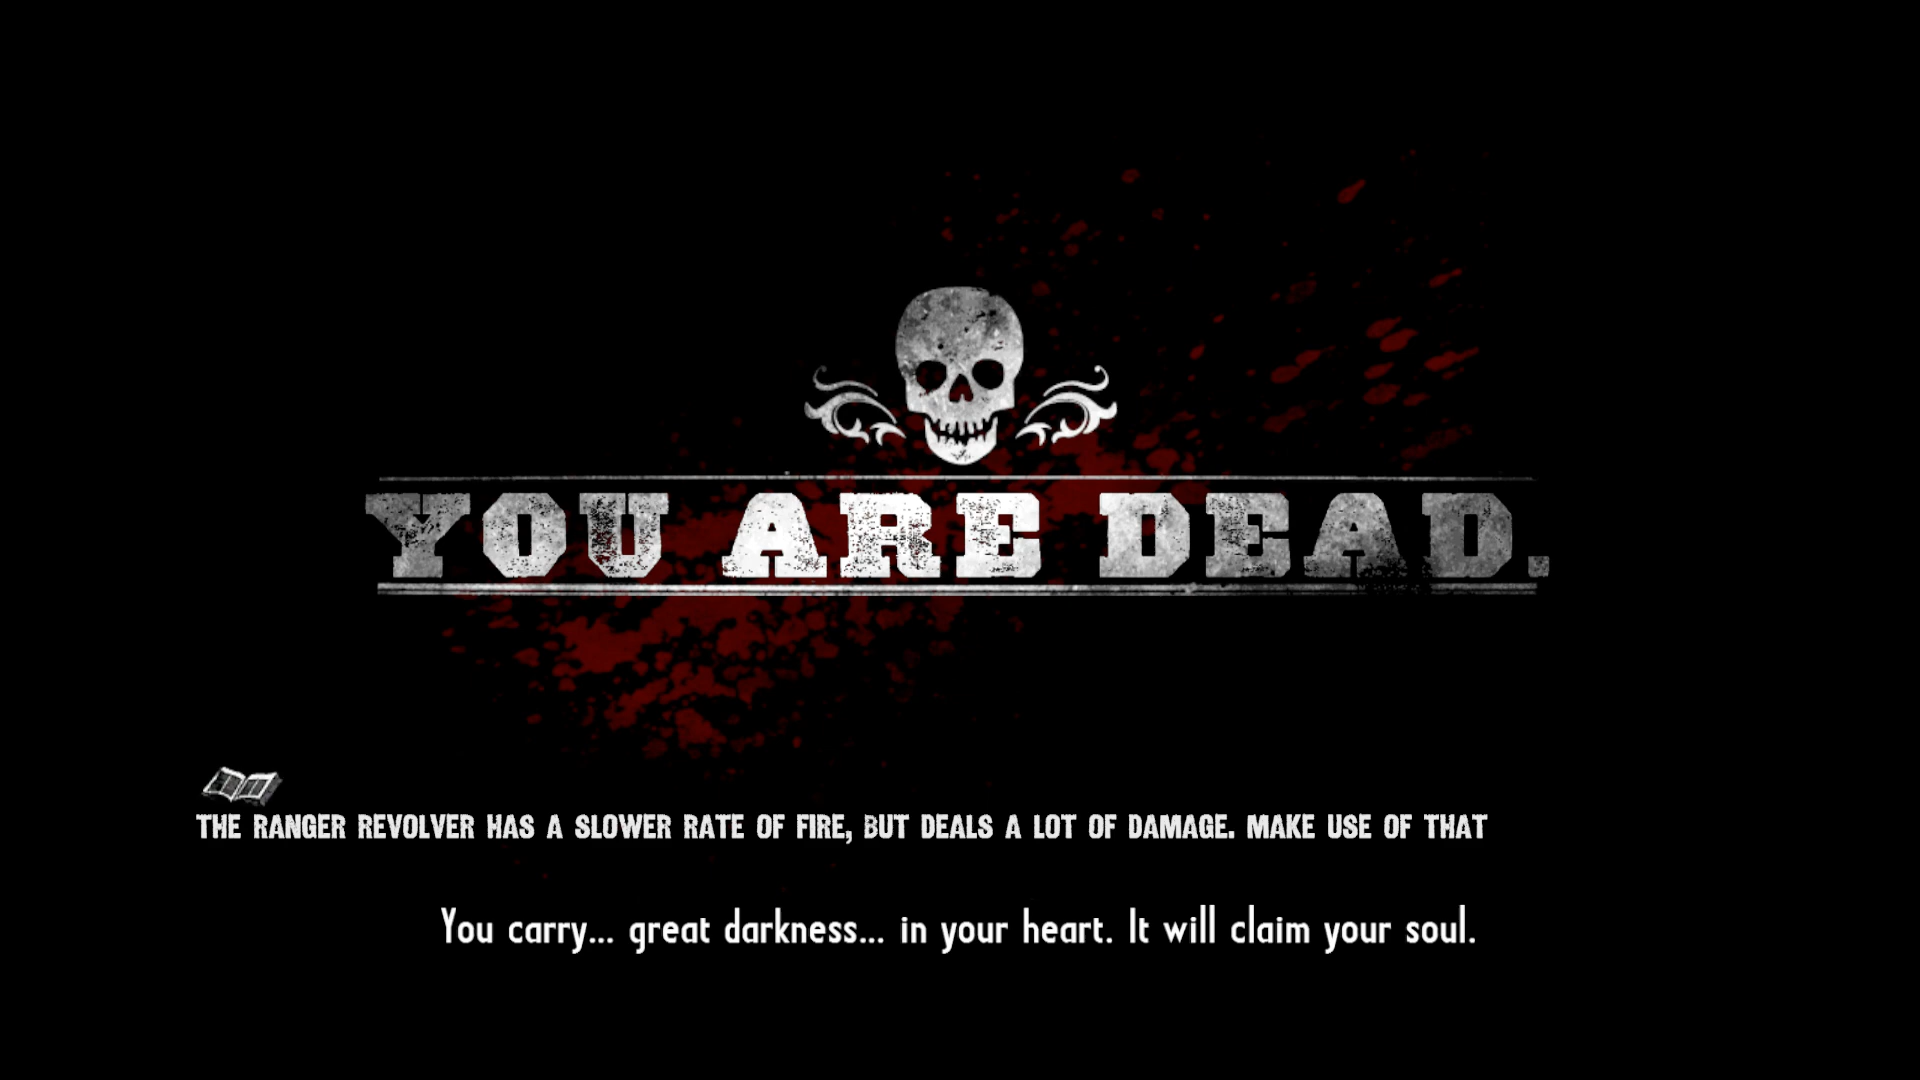 YOU ARE DEAD.
THE RANGER REVOLVER HAS A SLOWER RATE OF FIRE, BUT DEALS A LOT OF DAMAGE. MAKE USE OF THAT
You carry... great darkness... in your heart. It will claim your soul.